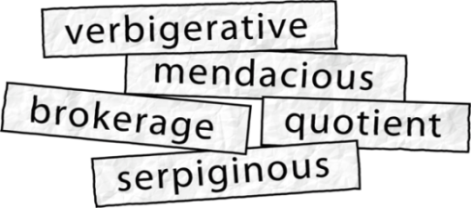 verbigerative
mendacious
brokerage
quotient
serpiginous